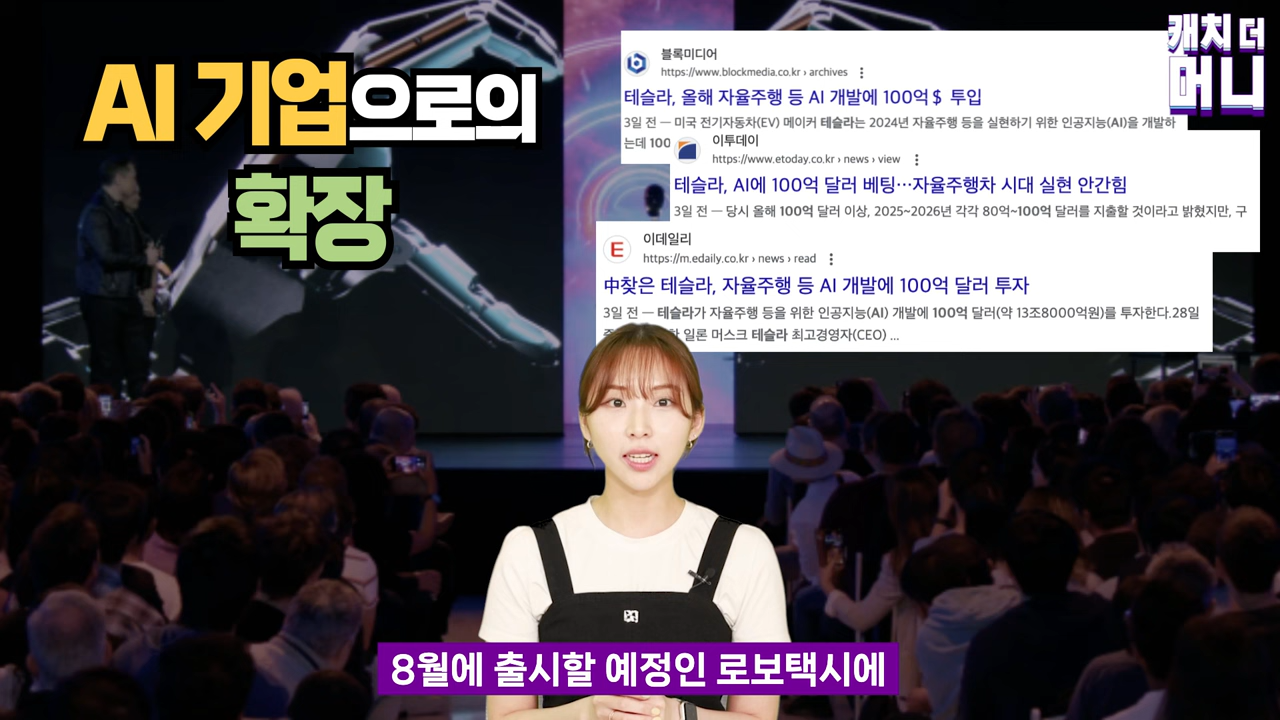 AI 기업으로의
확장
캐치 더
머니
블록미디어
https://www.blockmedia.co.kr › archives
테슬라, 올해 자율주행 등 AI 개발에 100억＄ 투입
3일 전 — 미국 전기자동차(EV) 메이커 테슬라는 2024년 자율주행 등을 실현하기 위한 인공지능(AI)을 개발하
는데 100
이투데이
https://www.etoday.co.kr › news › view
테슬라, AI에 100억 달러 베팅…자율주행차 시대 실현 안간힘
3일 전 — 당시 올해 100억 달러 이상, 2025~2026년 각각 80억~100억 달러를 지출할 것이라고 밝혔지만, 구
이데일리
https://m.edaily.co.kr › news › read
中찾은 테슬라, 자율주행 등 AI 개발에 100억 달러 투자
3일 전 — 테슬라가 자율주행 등을 위한 인공지능(AI) 개발에 100억 달러(약 13조8000억원)를 투자한다.28일
일론 머스크 테슬라 최고경영자(CEO) ...
8월에 출시할 예정인 로보택시에